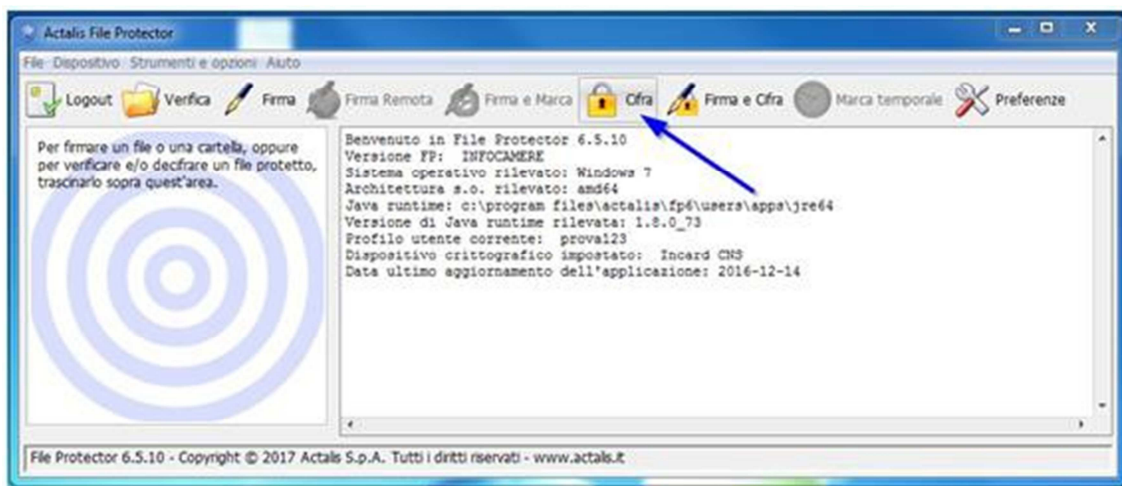 Actalis File Protector
File Dispositivo Strumenti e opzioni Aiuto
Logout Verifica Firma Firma Remota Firma e Marca Cifra Firma e Cifra Marca temporale Preferenze
Per firmare un file o una cartella, oppure
per verificare e/o decifrare un file protetto,
trascinarlo sopra quest'area.
Benvenuto in File Protector 6.5.10
Versione FP: INFOCAMERE
Sistema operativo rilevato: Windows 7
Architettura s.o. rilevato: amd64
Java runtime: c:\program files\actalis\fp6\users\apps\jre64
Versione di Java runtime rilevata: 1.8.0_73
Profilo utente corrente: prova123
Dispositivo crittografico impostato: Incard CNS
Data ultimo aggiornamento dell'applicazione: 2016-12-14
File Protector 6.5.10 - Copyright © 2017 Actalis S.p.A. Tutti i diritti riservati - www.actalis.it